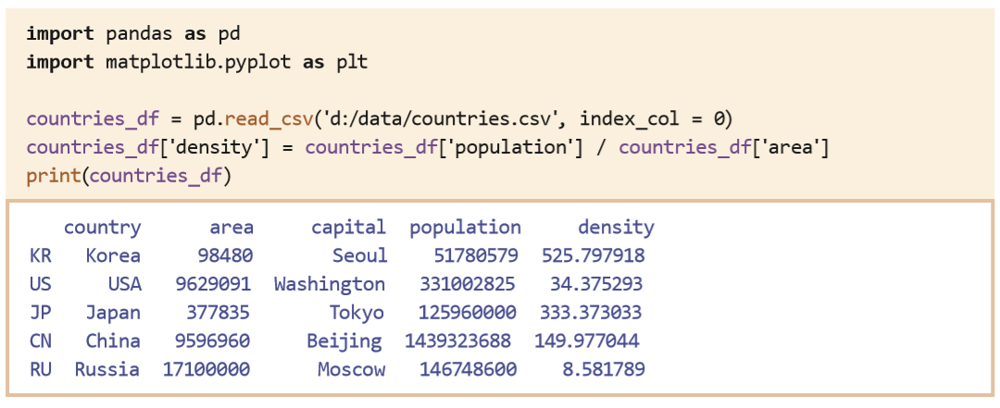 import pandas as pd
import matplotlib.pyplot as plt
countries_df = pd.read_csv('d:/data/countries.csv', index_col = 0)
countries_df['density'] = countries_df['population'] / countries_df['area']
print(countries_df)
country area capital population density
KR Korea 98480 Seoul 51780579 525.797918
US USA 9629091 Washington 331002825 34.375293
JP Japan 377835 Tokyo 125960000 333.373033
CN China 9596960 Beijing 1439323688 149.977044
RU Russia 17100000 Moscow 146748600 8.581789